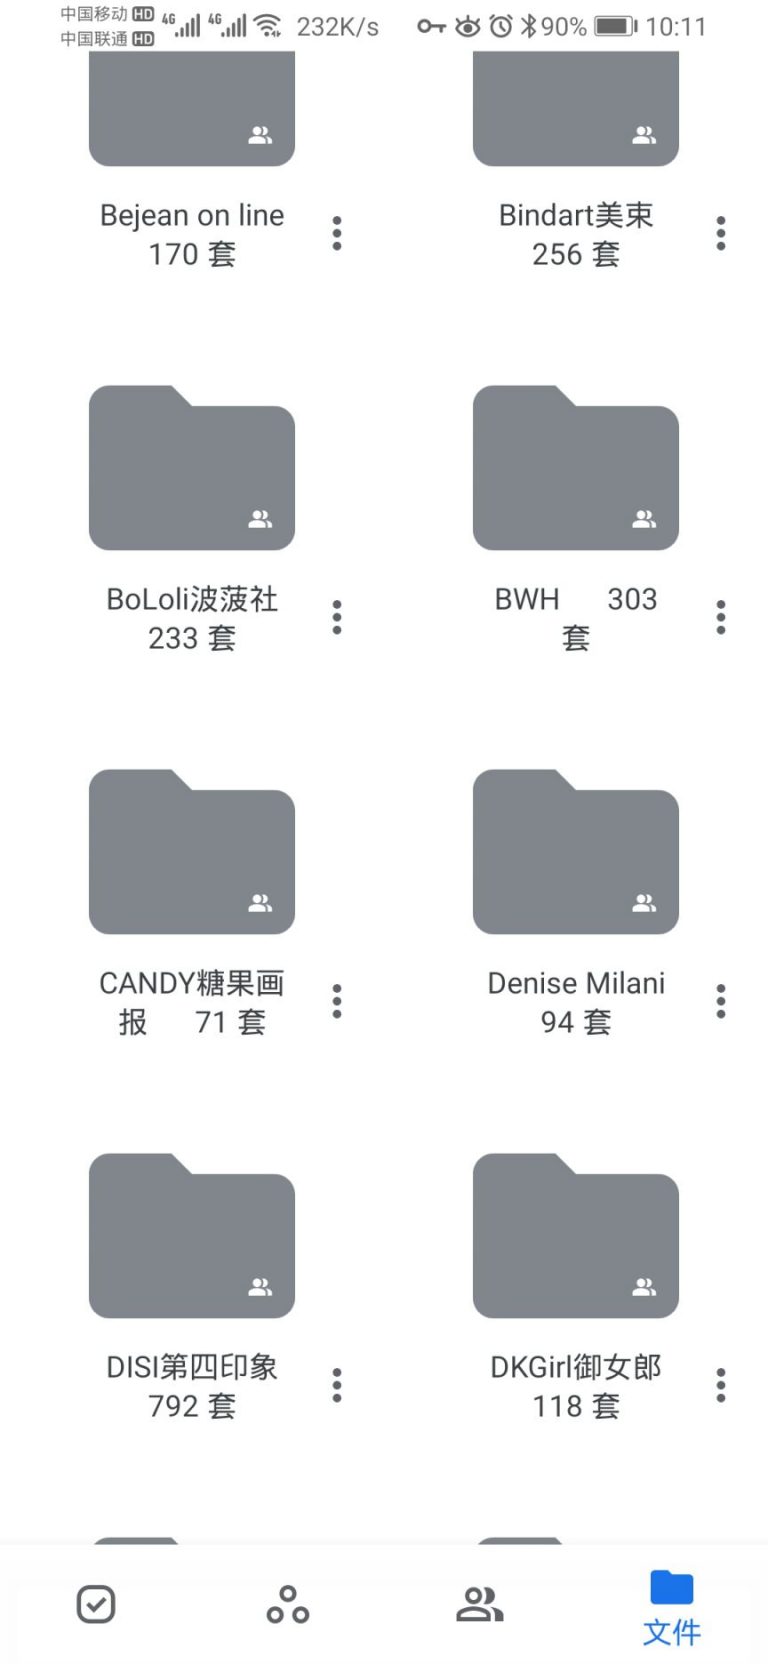 中国移动 HD 4G 4G 232K/s 90% 10:11
中国联通 HD
Bejean on line
170 套
Bindart美束
256 套
BoLoli波菠社
233 套
BWH 303
套
CANDY糖果画
报 71 套
Denise Milani
94 套
DISI第四印象
792 套
DKGirl御女郎
118 套
文件